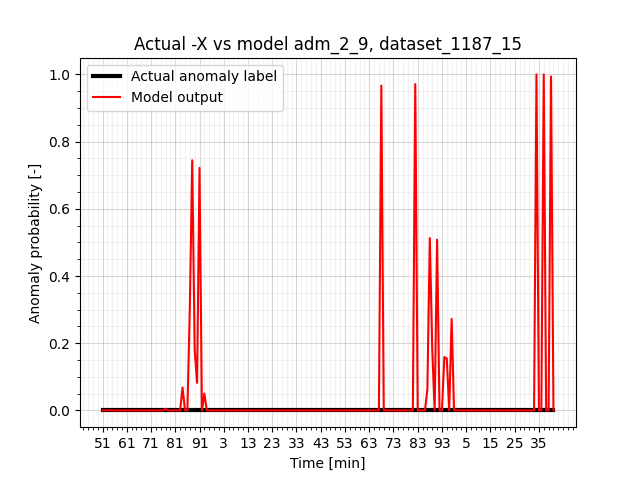 Actual -X vs model adm_2_9, dataset_1187_15
Actual anomaly label
Model output
Anomaly probability [-]
1.0
0.8
0.6
0.4
0.2
0.0
51 61 71 81 91 3 13 23 33 43 53 63 73 83 93 5 15 25 35
Time [min]